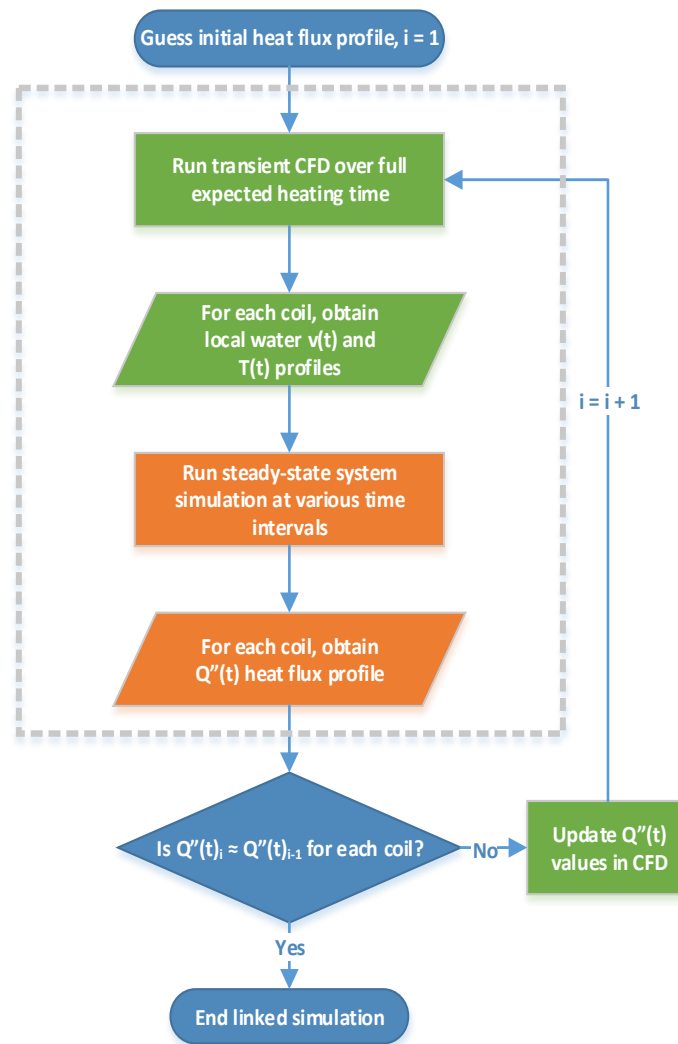 Guess initial heat flux profile, i = 1
Run transient CFD over full
expected heating time
For each coil, obtain
local water v(t) and
T(t) profiles
i = i + 1
Run steady-state system
simulation at various time
intervals
For each coil, obtain
Q”(t) heat flux profile
Is Q”(t)i ≈ Q”(t)i-1 for each coil?
No
Update Q”(t)
values in CFD
Yes
End linked simulation